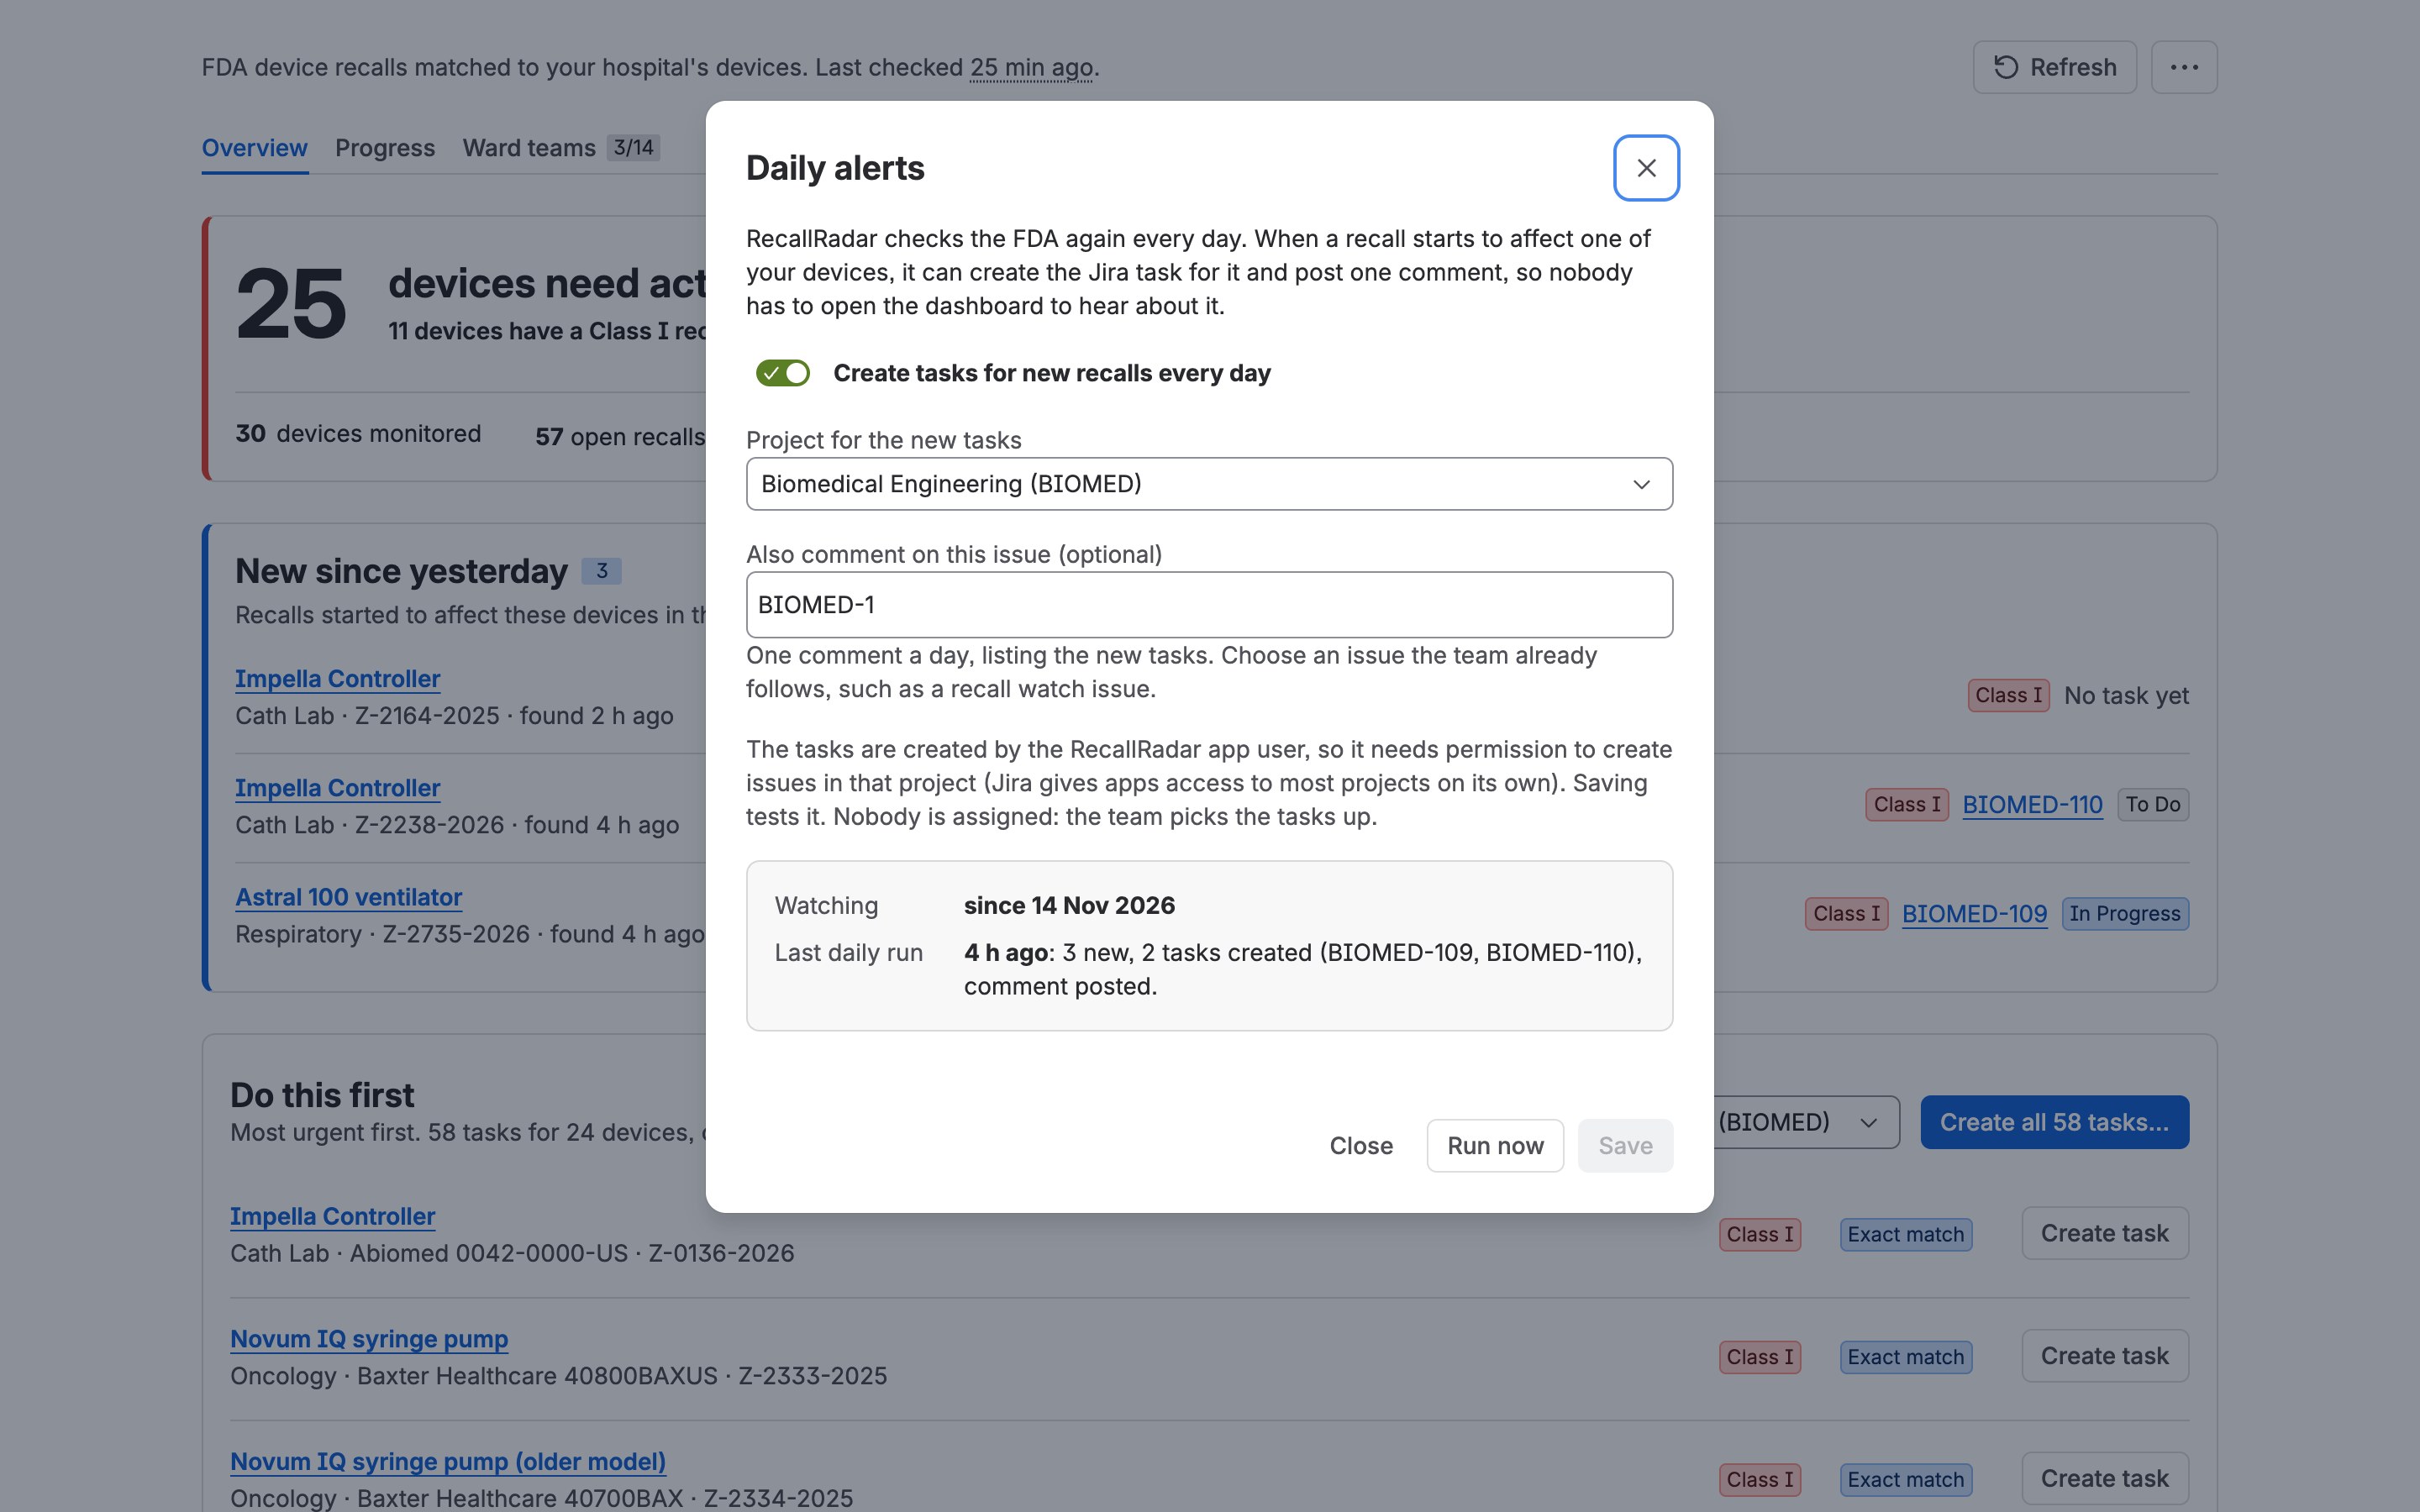 FDA device recalls matched to your hospital's devices. Last checked 25 min ago.
Refresh
Overview
Progress
Ward teams 3/14
25
devices need act
11 devices have a Class I rec
30 devices monitored
57 open recalls
New since yesterday 3
Recalls started to affect these devices in th
Impella Controller
Cath Lab · Z-2164-2025 · found 2 h ago
Class I No task yet
Impella Controller
Cath Lab · Z-2238-2026 · found 4 h ago
Class I BIOMED-110 To Do
Astral 100 ventilator
Respiratory · Z-2735-2026 · found 4 h ago
Class I BIOMED-109 In Progress
Do this first
Most urgent first. 58 tasks for 24 devices,
(BIOMED)
Create all 58 tasks...
Impella Controller
Cath Lab · Abiomed 0042-0000-US · Z-0136-2026
Class I Exact match Create task
Novum IQ syringe pump
Oncology · Baxter Healthcare 40800BAXUS · Z-2333-2025
Class I Exact match Create task
Novum IQ syringe pump (older model)
Oncology · Baxter Healthcare 40700BAX · Z-2334-2025
Class I Exact match Create task
Daily alerts
RecallRadar checks the FDA again every day. When a recall starts to affect one of
your devices, it can create the Jira task for it and post one comment, so nobody
has to open the dashboard to hear about it.
Create tasks for new recalls every day
Project for the new tasks
Biomedical Engineering (BIOMED)
Also comment on this issue (optional)
BIOMED-1
One comment a day, listing the new tasks. Choose an issue the team already
follows, such as a recall watch issue.
The tasks are created by the RecallRadar app user, so it needs permission to create
issues in that project (Jira gives apps access to most projects on its own). Saving
tests it. Nobody is assigned: the team picks the tasks up.
Watching since 14 Nov 2026
Last daily run 4 h ago: 3 new, 2 tasks created (BIOMED-109, BIOMED-110),
comment posted.
Close
Run now
Save